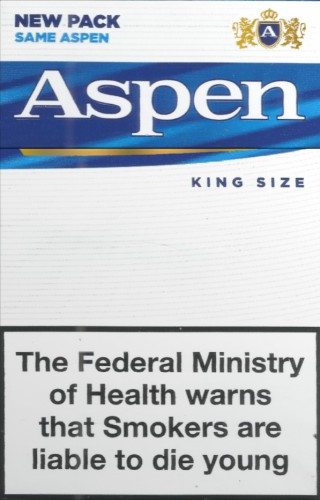 NEW PACK
SAME ASPEN
A
Aspen
KING SIZE
The Federal Ministry
of Health warns
that Smokers are
liable to die young